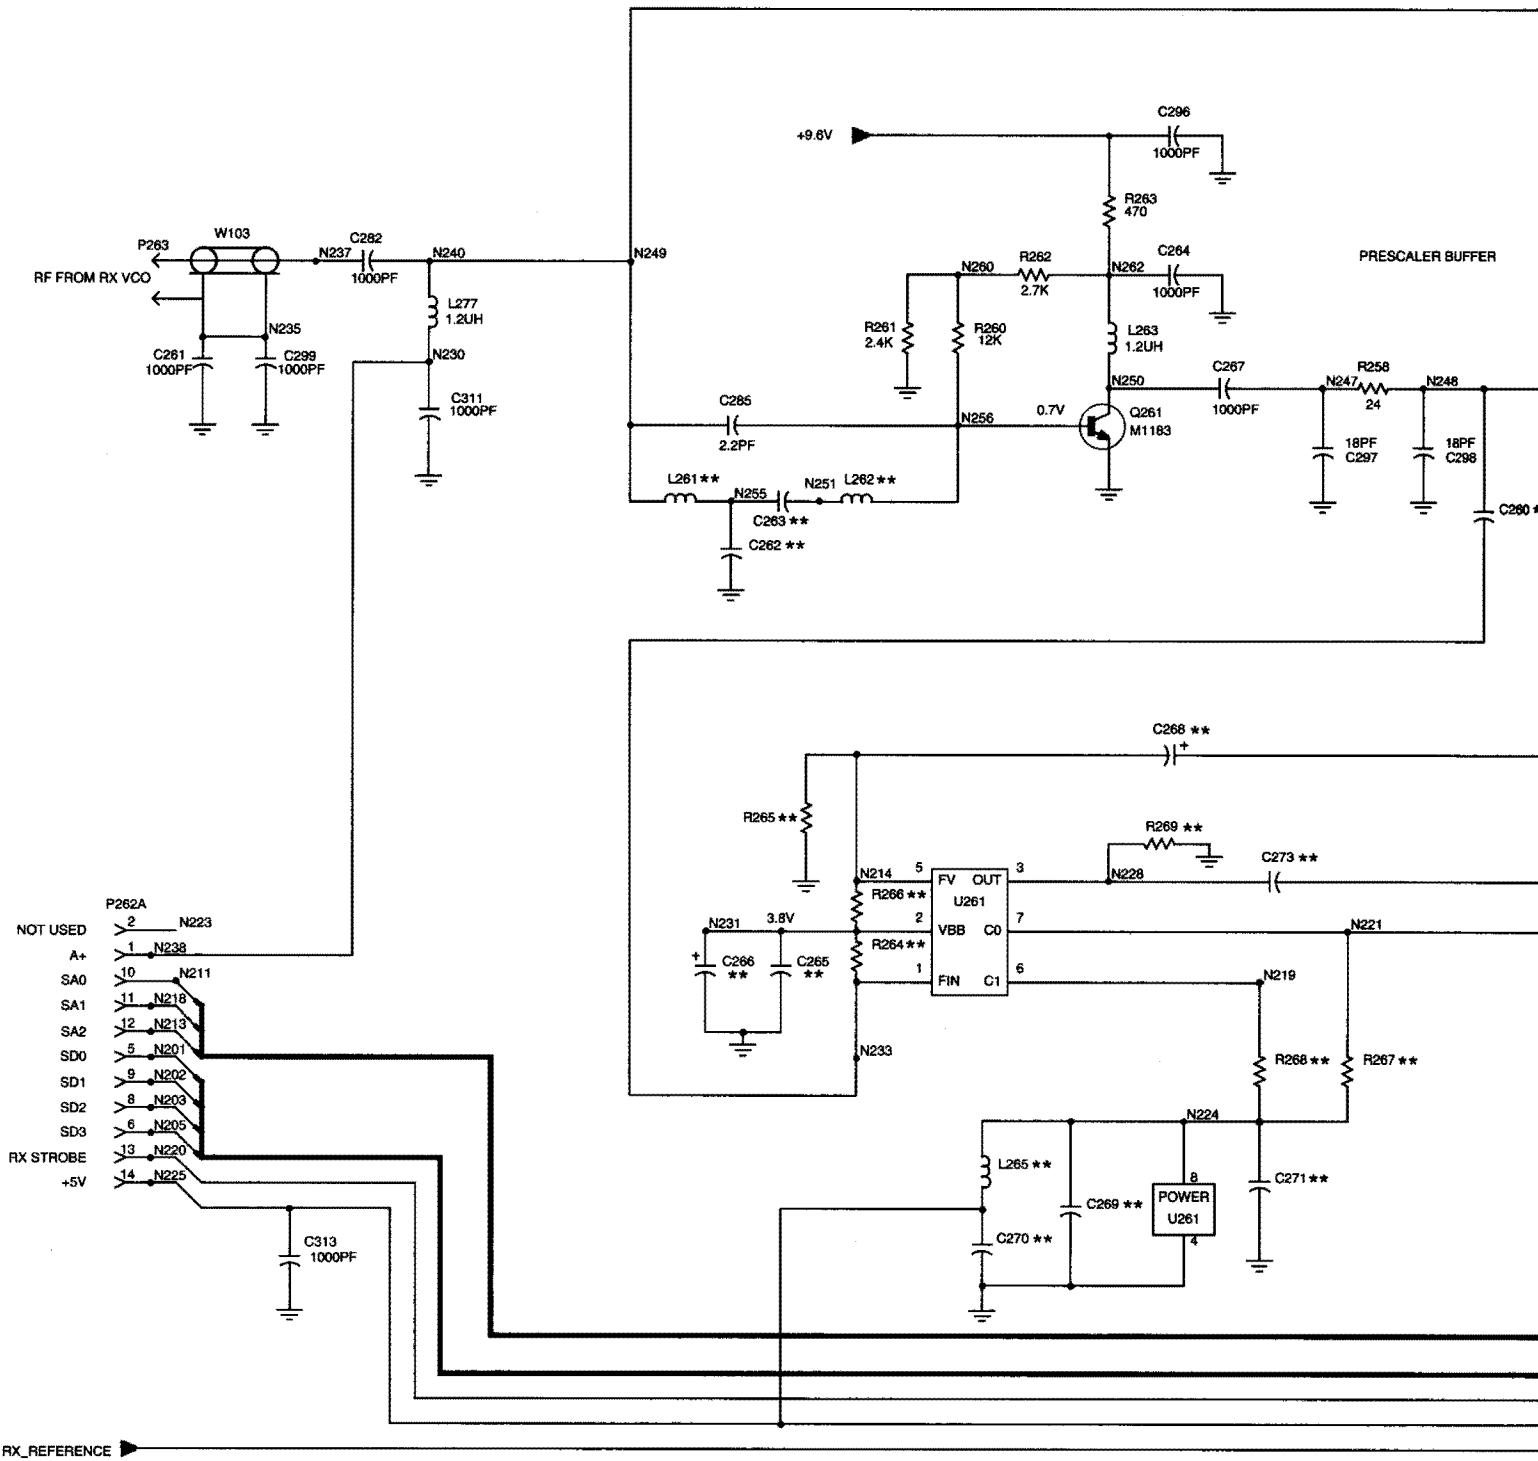 C296
+9.6V
1000PF
R263
470
W103
C282
P263
N237
N240
N249
R262
C264
PRESCALER BUFFER
N260
N262
RF FROM RX VCO
1000PF
2.7K
1000PF
L277
1.2UH
N235
R261
2.4K
R260
12K
L263
1.2UH
C261
1000PF
C299
1000PF
N230
C267
R258
N250
N247
N248
C311
1000PF
C285
0.7V
Q261
M1183
1000PF
24
N256
2.2PF
18PF
C297
18PF
C298
L261**
N251
L262**
N255
C263**
C260*
C262**
C268**
+
R265**
R269**
C273**
N214
5
FV
OUT
3
N228
R266**
U261
P262A
NOT USED
2
N223
N231
3.8V
2
VBB
C0
7
N221
A+
1
N238
R264**
+
C266
**
C265
**
SA0
10
N211
1
FIN
C1
6
N219
SA1
11
N218
SA2
12
N213
SD0
5
N201
N233
R268**
R267**
SD1
9
N202
SD2
8
N203
N224
SD3
6
N205
RX STROBE
13
N220
L265**
+5V
14
N225
8
C271**
POWER
U261
C269**
C270**
4
C313
1000PF
RX_REFERENCE